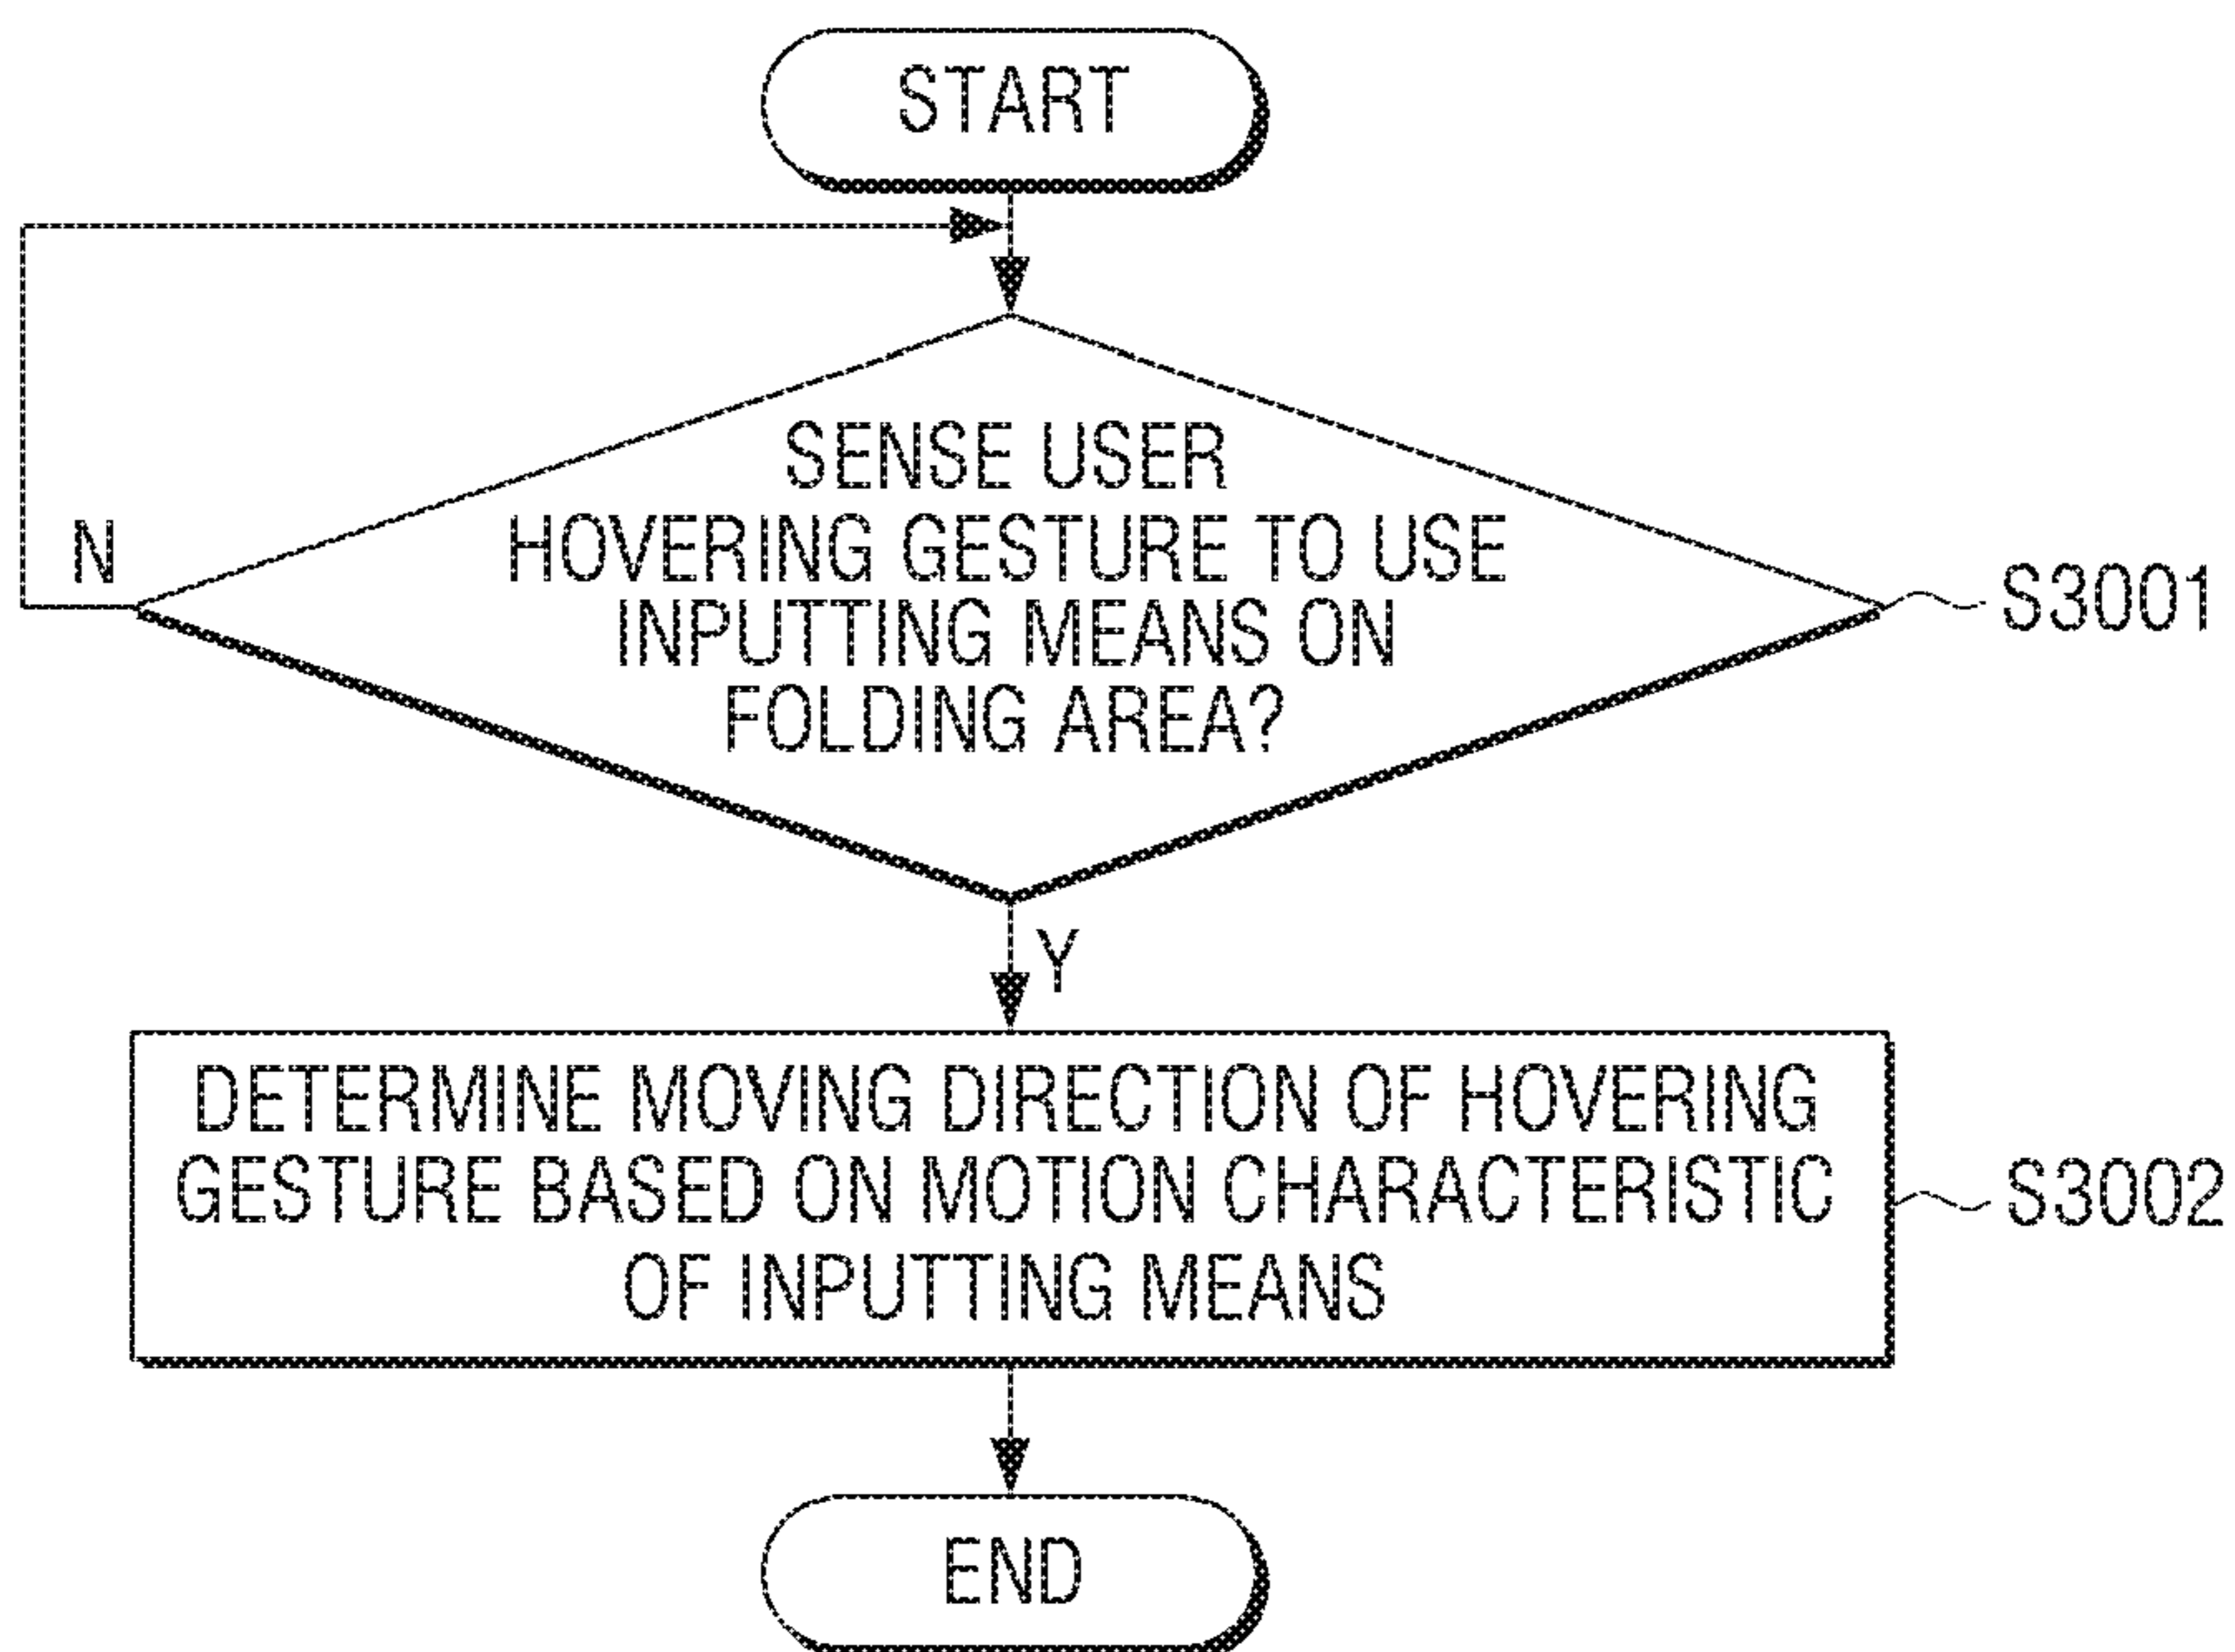 START
SENSE USER
HOVERING GESTURE TO USE
INPUTTING MEANS ON
FOLDING AREA?
N
S3001
Y
DETERMINE MOVING DIRECTION OF HOVERING
GESTURE BASED ON MOTION CHARACTERISTIC
OF INPUTTING MEANS
S3002
END